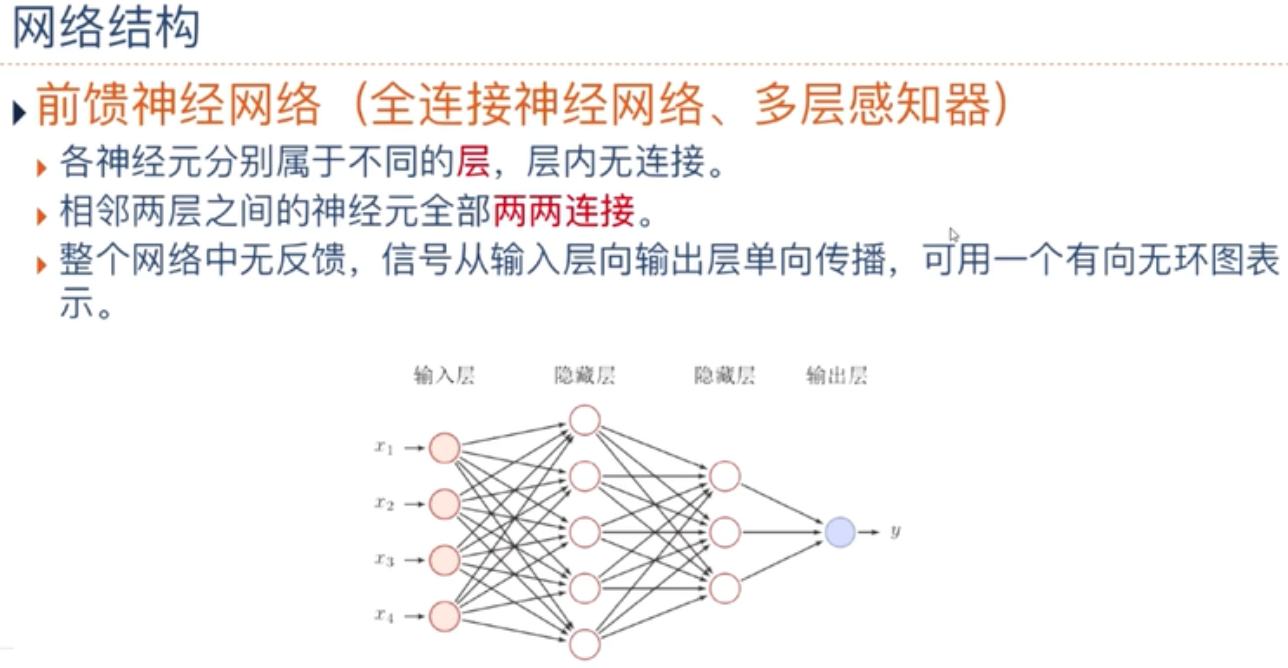 网络结构
前馈神经网络（全连接神经网络、多层感知器）
各神经元分别属于不同的层，层内无连接。
相邻两层之间的神经元全部两两连接。
整个网络中无反馈，信号从输入层向输出层单向传播，可用一个有向无环图表
示。
输入层 隐藏层 隐藏层 输出层
x1
x2
x3
x4
y